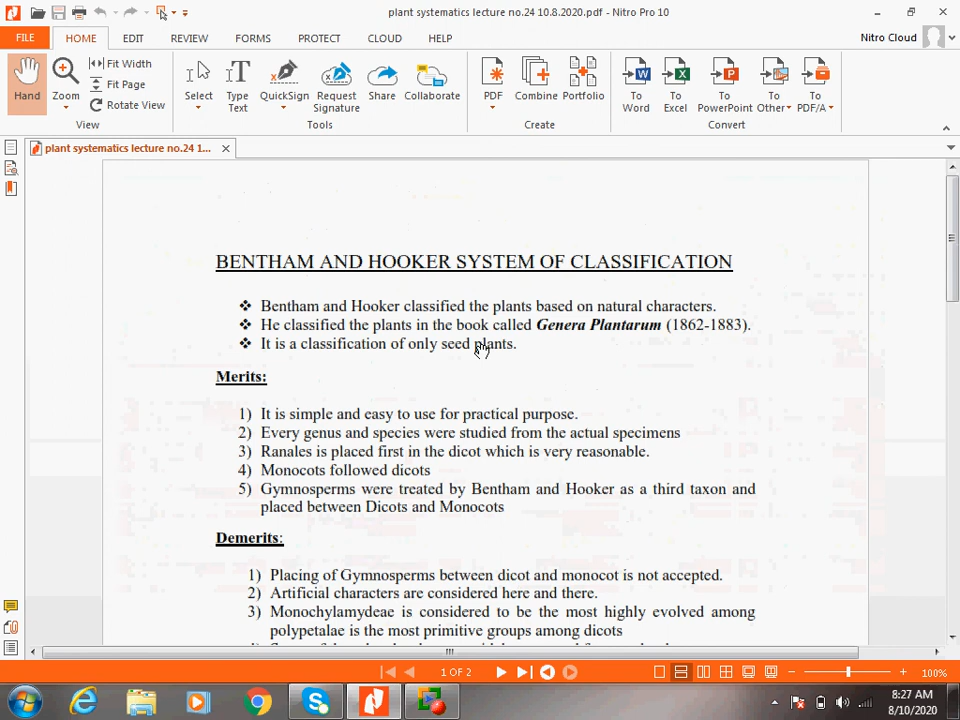 plant systematics lecture no.24 10.8.2020.pdf - Nitro Pro 10
FILE HOME EDIT REVIEW FORMS PROTECT CLOUD HELP Nitro Cloud
Hand
Zoom
Fit Width
Fit Page
Rotate View
View
Select
Type Text
QuickSign
Request Signature
Share
Collaborate
Tools
PDF
Combine
Portfolio
Create
To Word
To Excel
To PowerPoint
To Other
To PDF/A
Convert
plant systematics lecture no.24 1...
BENTHAM AND HOOKER SYSTEM OF CLASSIFICATION
❖ Bentham and Hooker classified the plants based on natural characters.
❖ He classified the plants in the book called Genera Plantarum (1862-1883).
❖ It is a classification of only seed plants.
Merits:
1) It is simple and easy to use for practical purpose.
2) Every genus and species were studied from the actual specimens
3) Ranales is placed first in the dicot which is very reasonable.
4) Monocots followed dicots
5) Gymnosperms were treated by Bentham and Hooker as a third taxon and
placed between Dicots and Monocots
Demerits:
1) Placing of Gymnosperms between dicot and monocot is not accepted.
2) Artificial characters are considered here and there.
3) Monochylamydeae is considered to be the most highly evolved among
polypetalae is the most primitive groups among dicots
1 OF 2
100%
8:27 AM
8/10/2020